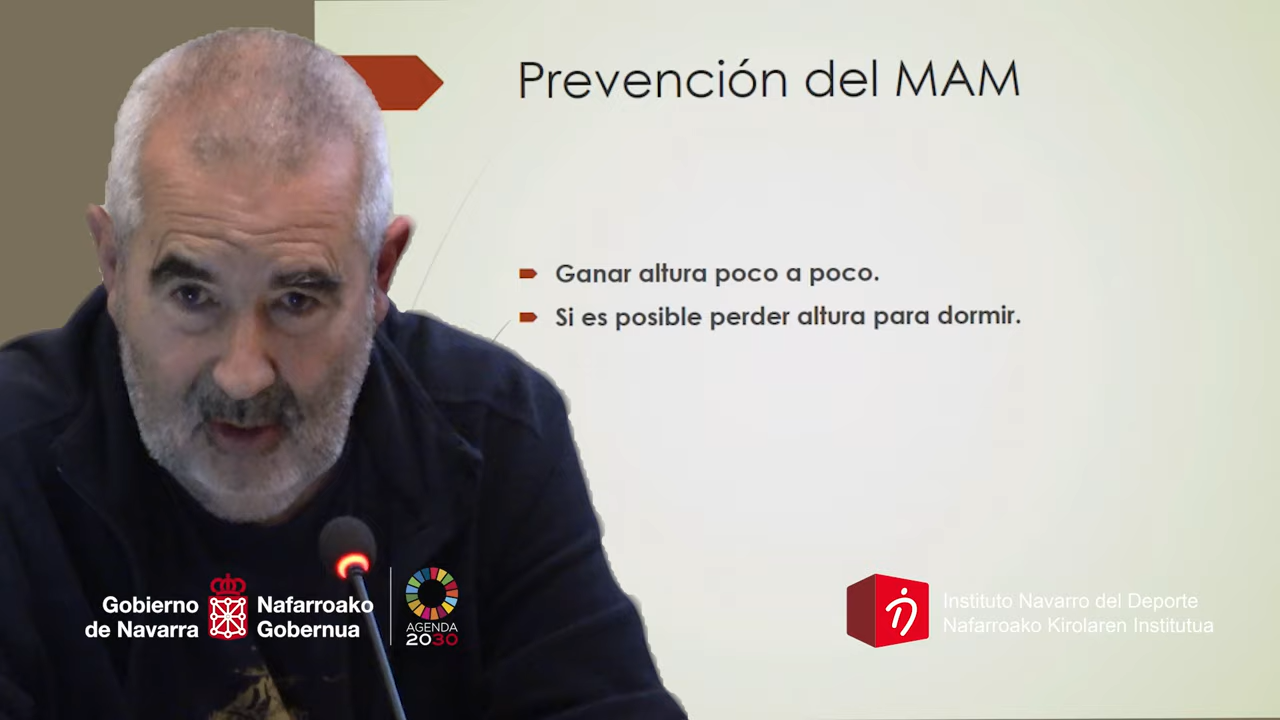 Prevención del MAM
Ganar altura poco a poco.
Si es posible perder altura para dormir.
Gobierno
de Navarra
Nafarroako
Gobernua
AGENDA
2030
Instituto Navarro del Deporte
Nafarroako Kirolaren Institutua